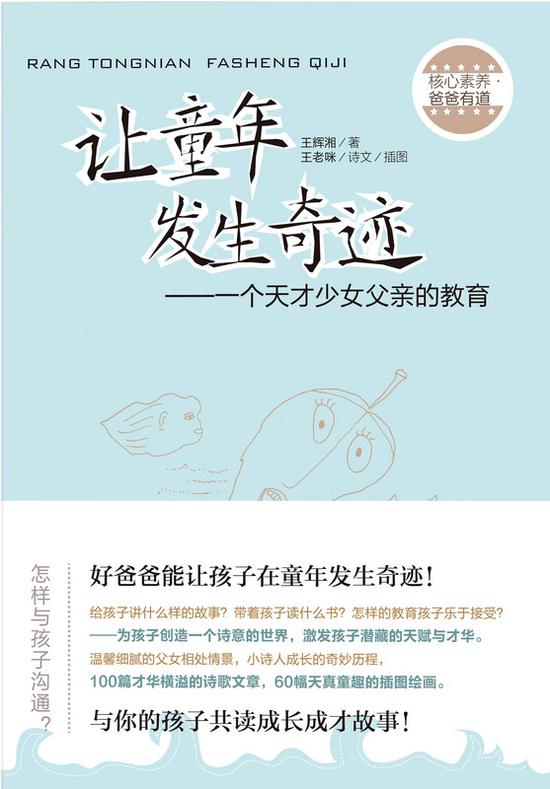 RANG TONGNIAN FASHENG QIJI
核心素养·
爸爸有道
让童年
王辉湘/著
王老咪/诗文/插图
发生奇迹
——一个天才少女父亲的教育
怎样与孩子沟通?
好爸爸能让孩子在童年发生奇迹!
给孩子讲什么样的故事?带着孩子读什么书?怎样的教育孩子乐于接受?
——为孩子创造一个诗意的世界,激发孩子潜藏的天赋与才华。
温馨细腻的父女相处情景,小诗人成长的奇妙历程,
100篇才华横溢的诗歌文章,60幅天真童趣的插图绘画。
与你的孩子共读成长成才故事!